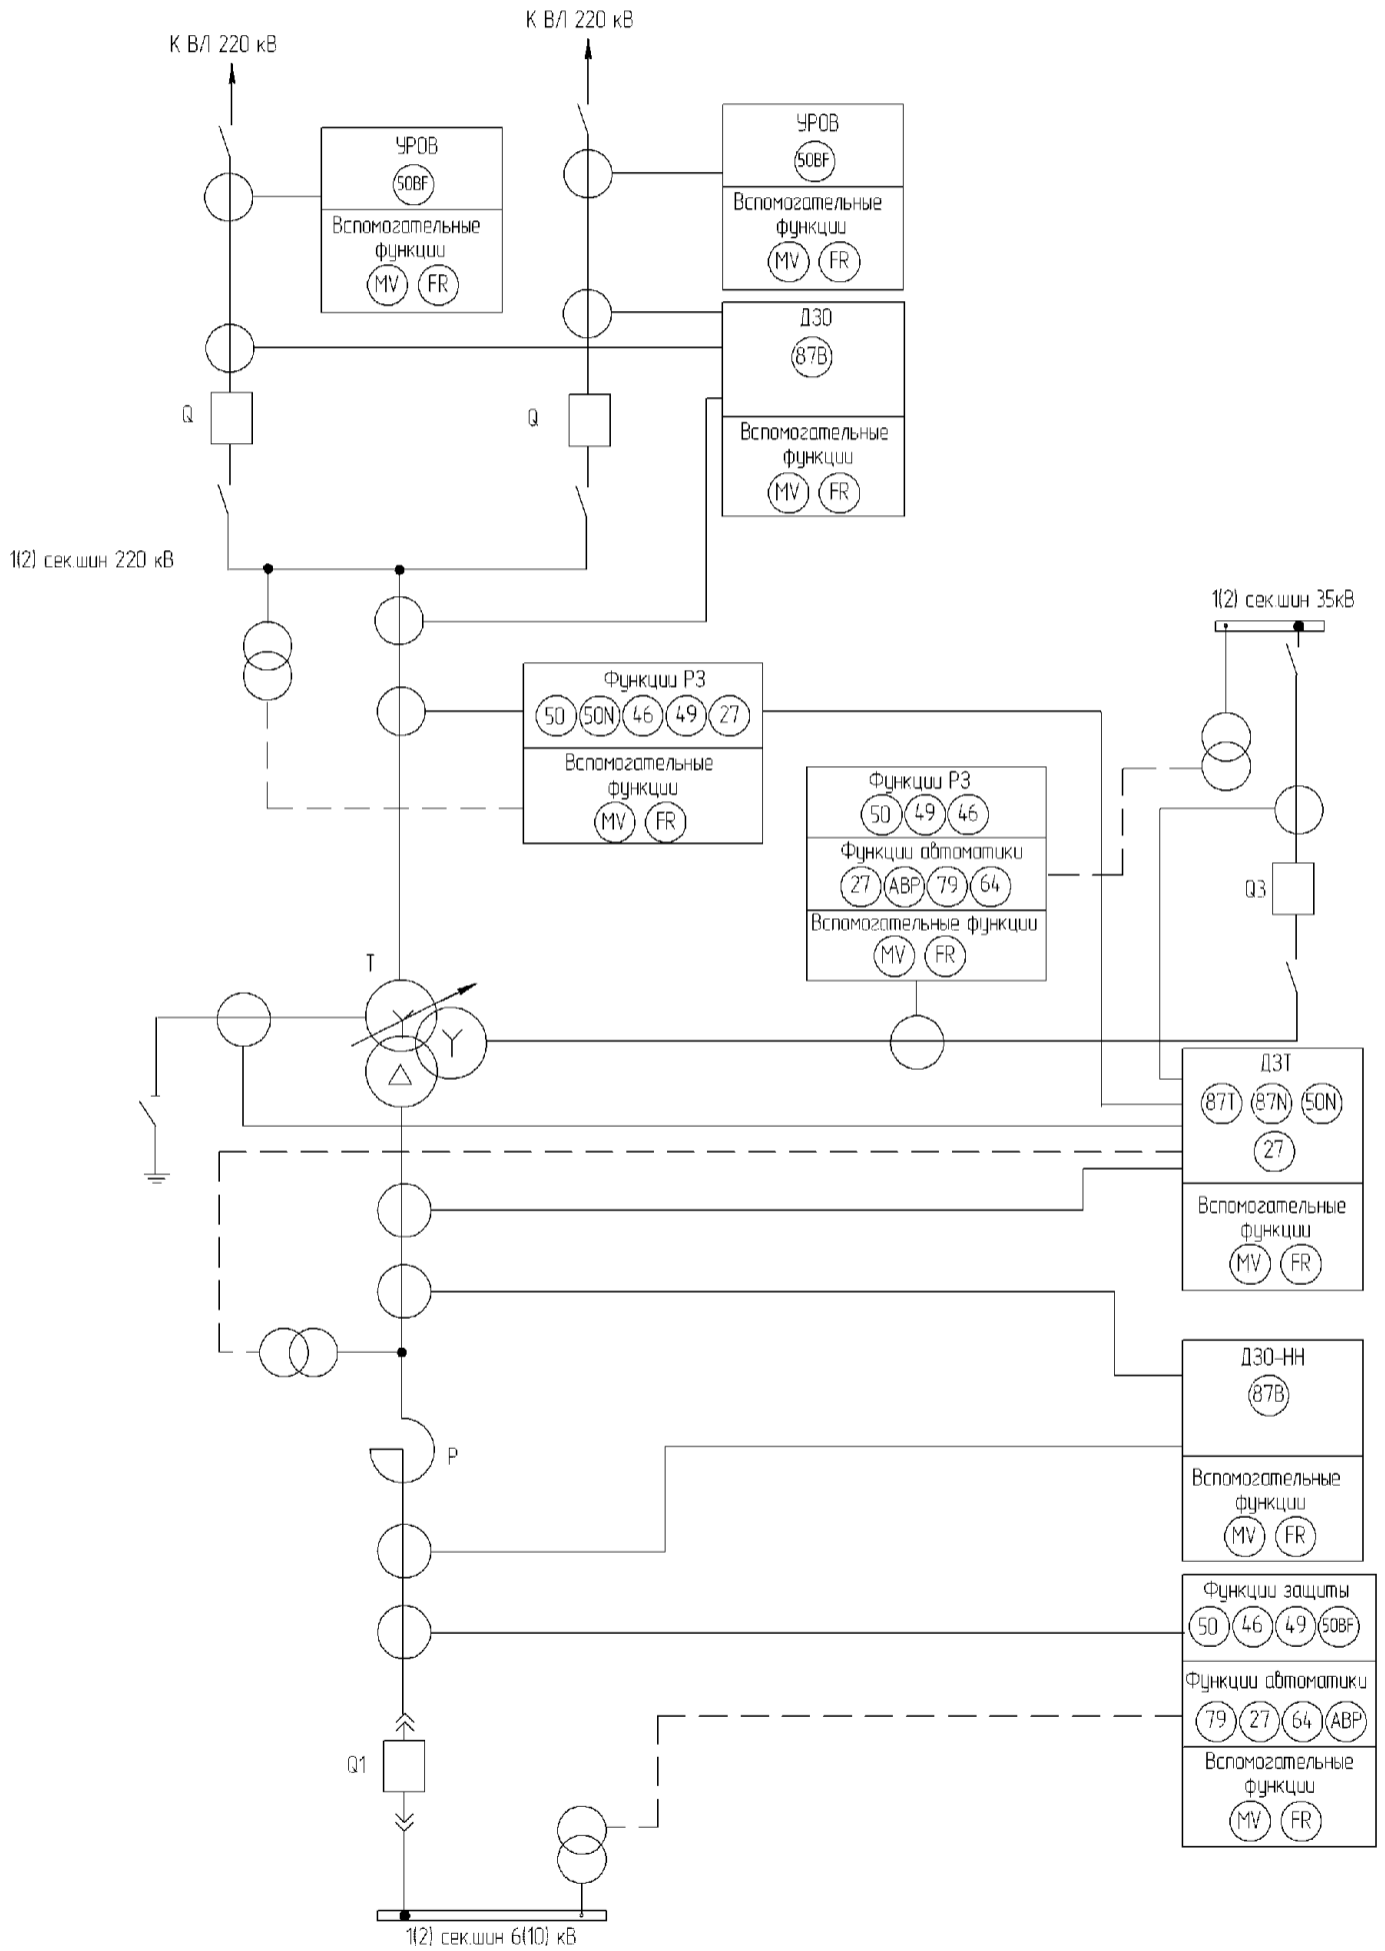 К ВЛ 220 кВ
К ВЛ 220 кВ
УРОВ
50BF
Вспомогательные
функции
MV FR
УРОВ
50BF
Вспомогательные
функции
MV FR
ДЗО
87B
Вспомогательные
функции
MV FR
Q
Q
1(2) сек.шин 220 кВ
1(2) сек.шин 35кВ
Функции РЗ
50 50N 46 49 27
Вспомогательные
функции
MV FR
Функции РЗ
50 49 46
Функции автоматики
27 АВР 79 64
Вспомогательные функции
MV FR
Q3
T
ДЗТ
87T 87N 50N
27
Вспомогательные
функции
MV FR
ДЗО-НН
87B
Вспомогательные
функции
MV FR
Р
Функции защиты
50 46 49 50BF
Функции автоматики
79 27 64 АВР
Вспомогательные
функции
MV FR
Q1
1(2) сек.шин 6(10) кВ